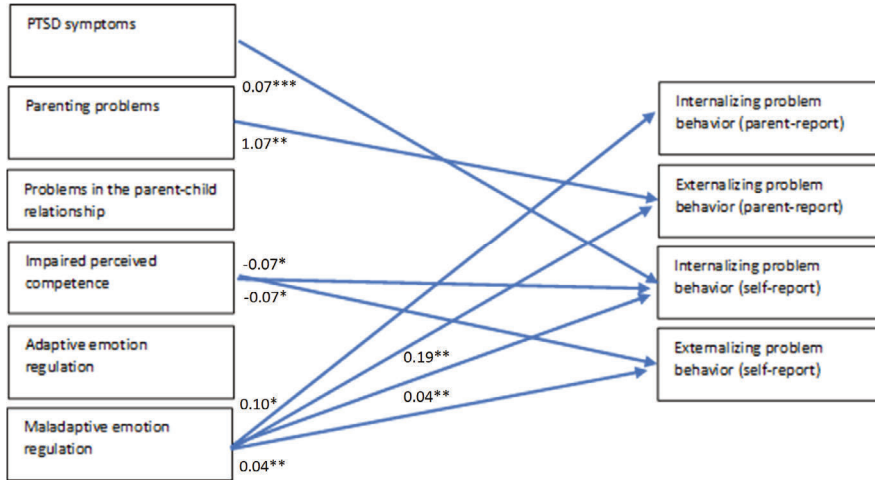 PTSD symptoms
0.07***
Parenting problems
1.07**
Problems in the parent-child
relationship
Impaired perceived
competence
-0.07*
-0.07*
Adaptive emotion
regulation
0.19**
0.10*
0.04**
Maladaptive emotion
regulation
0.04**
Internalizing problem
behavior (parent-report)
Externalizing problem
behavior (parent-report)
Internalizing problem
behavior (self-report)
Externalizing problem
behavior (self-report)